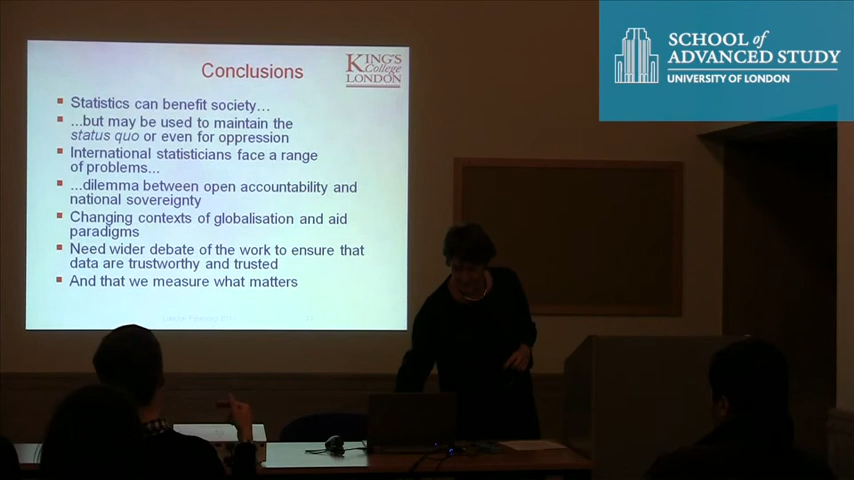 SCHOOL of
ADVANCED STUDY
UNIVERSITY OF LONDON
KING'S
College
LONDON
Conclusions
Statistics can benefit society…
...but may be used to maintain the
status quo or even for oppression
International statisticians face a range
of problems...
...dilemma between open accountability and
national sovereignty
Changing contexts of globalisation and aid
paradigms
Need wider debate of the work to ensure that
data are trustworthy and trusted
And that we measure what matters